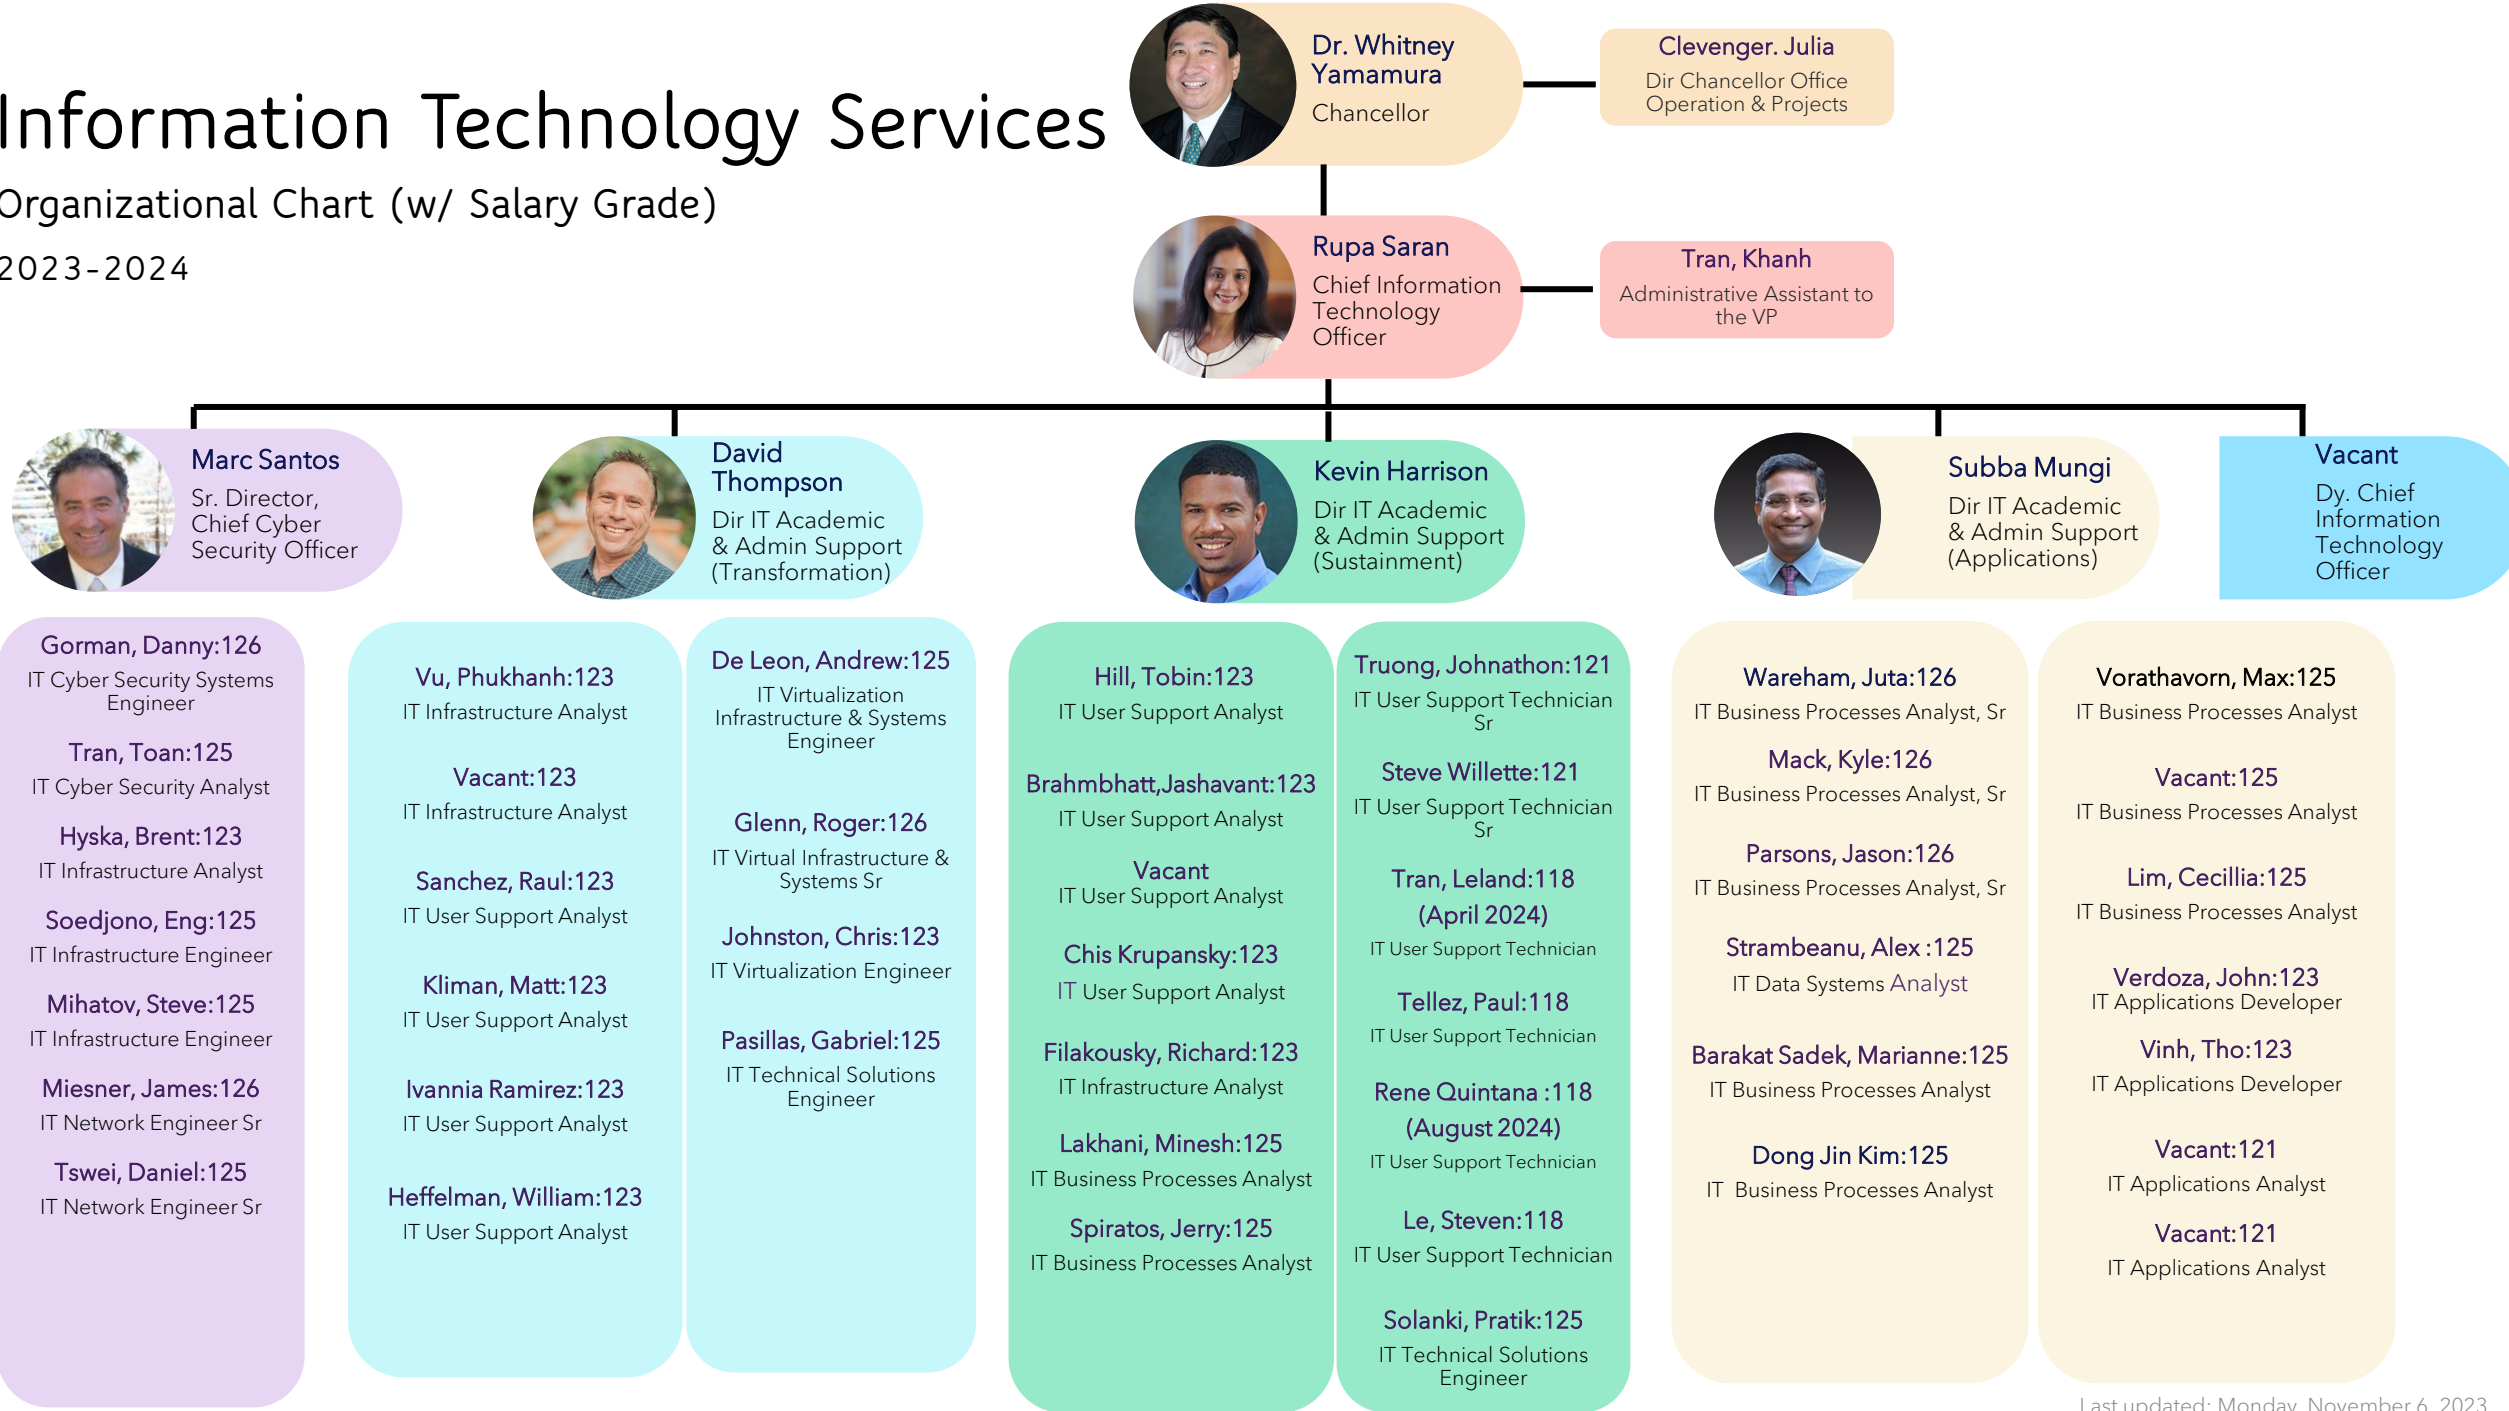 Information Technology Services
Organizational Chart (w/ Salary Grade)
2023-2024
Dr. Whitney
Yamamura
Chancellor
Clevenger. Julia
Dir Chancellor Office
Operation & Projects
Rupa Saran
Chief Information
Technology
Officer
Tran, Khanh
Administrative Assistant to
the VP
Marc Santos
Sr. Director,
Chief Cyber
Security Officer
David
Thompson
Dir IT Academic
& Admin Support
(Transformation)
Kevin Harrison
Dir IT Academic
& Admin Support
(Sustainment)
Subba Mungi
Dir IT Academic
& Admin Support
(Applications)
Vacant
Dy. Chief
Information
Technology
Officer
Gorman, Danny:126
IT Cyber Security Systems
Engineer
Tran, Toan:125
IT Cyber Security Analyst
Hyska, Brent:123
IT Infrastructure Analyst
Soedjono, Eng:125
IT Infrastructure Engineer
Mihatov, Steve:125
IT Infrastructure Engineer
Miesner, James:126
IT Network Engineer Sr
Tswei, Daniel:125
IT Network Engineer Sr
Vu, Phukhanh:123
IT Infrastructure Analyst
Vacant:123
IT Infrastructure Analyst
Sanchez, Raul:123
IT User Support Analyst
Kliman, Matt:123
IT User Support Analyst
Ivannia Ramirez:123
IT User Support Analyst
Heffelman, William:123
IT User Support Analyst
De Leon, Andrew:125
IT Virtualization
Infrastructure & Systems
Engineer
Glenn, Roger:126
IT Virtual Infrastructure &
Systems Sr
Johnston, Chris:123
IT Virtualization Engineer
Pasillas, Gabriel:125
IT Technical Solutions
Engineer
Hill, Tobin:123
IT User Support Analyst
Brahmbhatt,Jashavant:123
IT User Support Analyst
Vacant
IT User Support Analyst
Chis Krupansky:123
IT User Support Analyst
Filakousky, Richard:123
IT Infrastructure Analyst
Lakhani, Minesh:125
IT Business Processes Analyst
Spiratos, Jerry:125
IT Business Processes Analyst
Truong, Johnathon:121
IT User Support Technician
Sr
Steve Willette:121
IT User Support Technician
Sr
Tran, Leland:118
(April 2024)
IT User Support Technician
Tellez, Paul:118
IT User Support Technician
Rene Quintana :118
(August 2024)
IT User Support Technician
Le, Steven:118
IT User Support Technician
Solanki, Pratik:125
IT Technical Solutions
Engineer
Wareham, Juta:126
IT Business Processes Analyst, Sr
Mack, Kyle:126
IT Business Processes Analyst, Sr
Parsons, Jason:126
IT Business Processes Analyst, Sr
Strambeanu, Alex :125
IT Data Systems Analyst
Barakat Sadek, Marianne:125
IT Business Processes Analyst
Dong Jin Kim:125
IT Business Processes Analyst
Vorathavorn, Max:125
IT Business Processes Analyst
Vacant:125
IT Business Processes Analyst
Lim, Cecillia:125
IT Business Processes Analyst
Verdoza, John:123
IT Applications Developer
Vinh, Tho:123
IT Applications Developer
Vacant:121
IT Applications Analyst
Vacant:121
IT Applications Analyst
Last updated: Monday, November 6, 2023